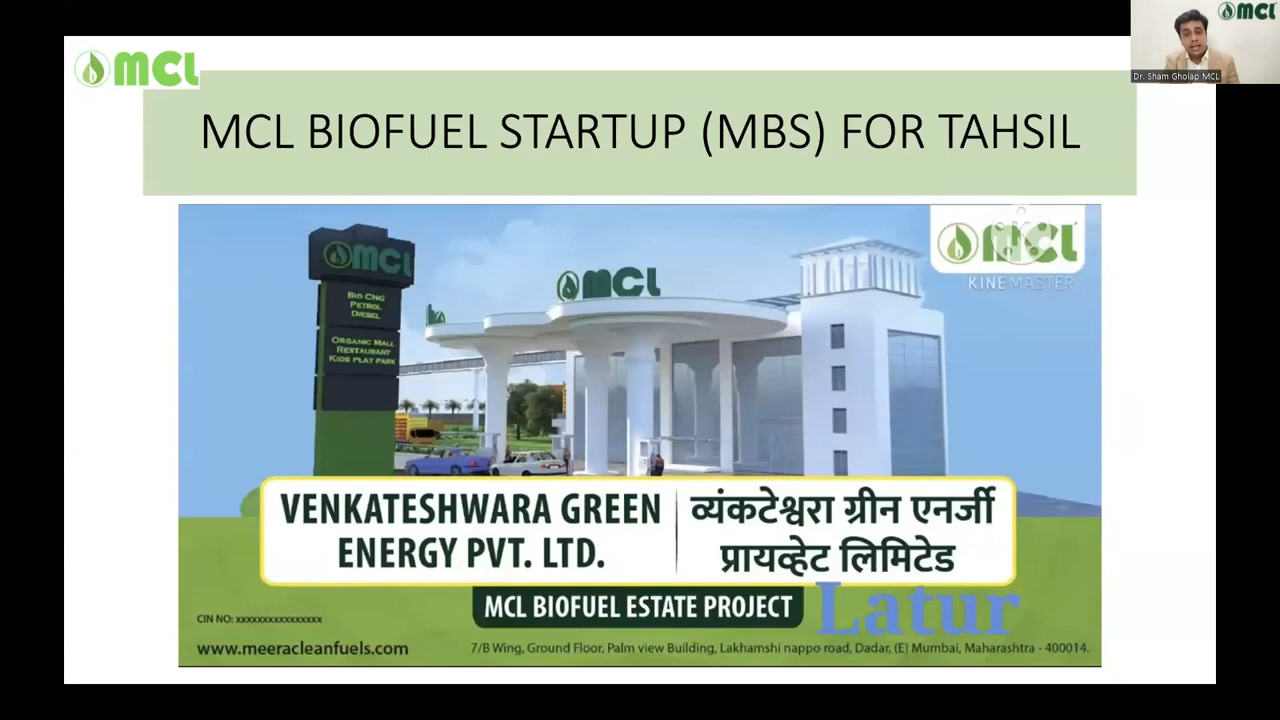 MCL
Dr. Sham Gholap MCL
MCL
MCL BIOFUEL STARTUP (MBS) FOR TAHSIL
MCL
KINEMASTER
MCL
BIO CNG
PETROL
DIESEL
ORGANIC MALL
RESTAURANT
KIDS PLAY PARK
MCL
VENKATESHWARA GREEN
ENERGY PVT. LTD.
व्यंकटेश्वरा ग्रीन एनर्जी
प्रायव्हेट लिमिटेड
MCL BIOFUEL ESTATE PROJECT
Latur
CIN NO: xxxxxxxxxxxxxxxx
www.meeracleanfuels.com
7/B Wing, Ground Floor, Palm view Building, Lakhamshi nappo road, Dadar, (E) Mumbai, Maharashtra - 400014.